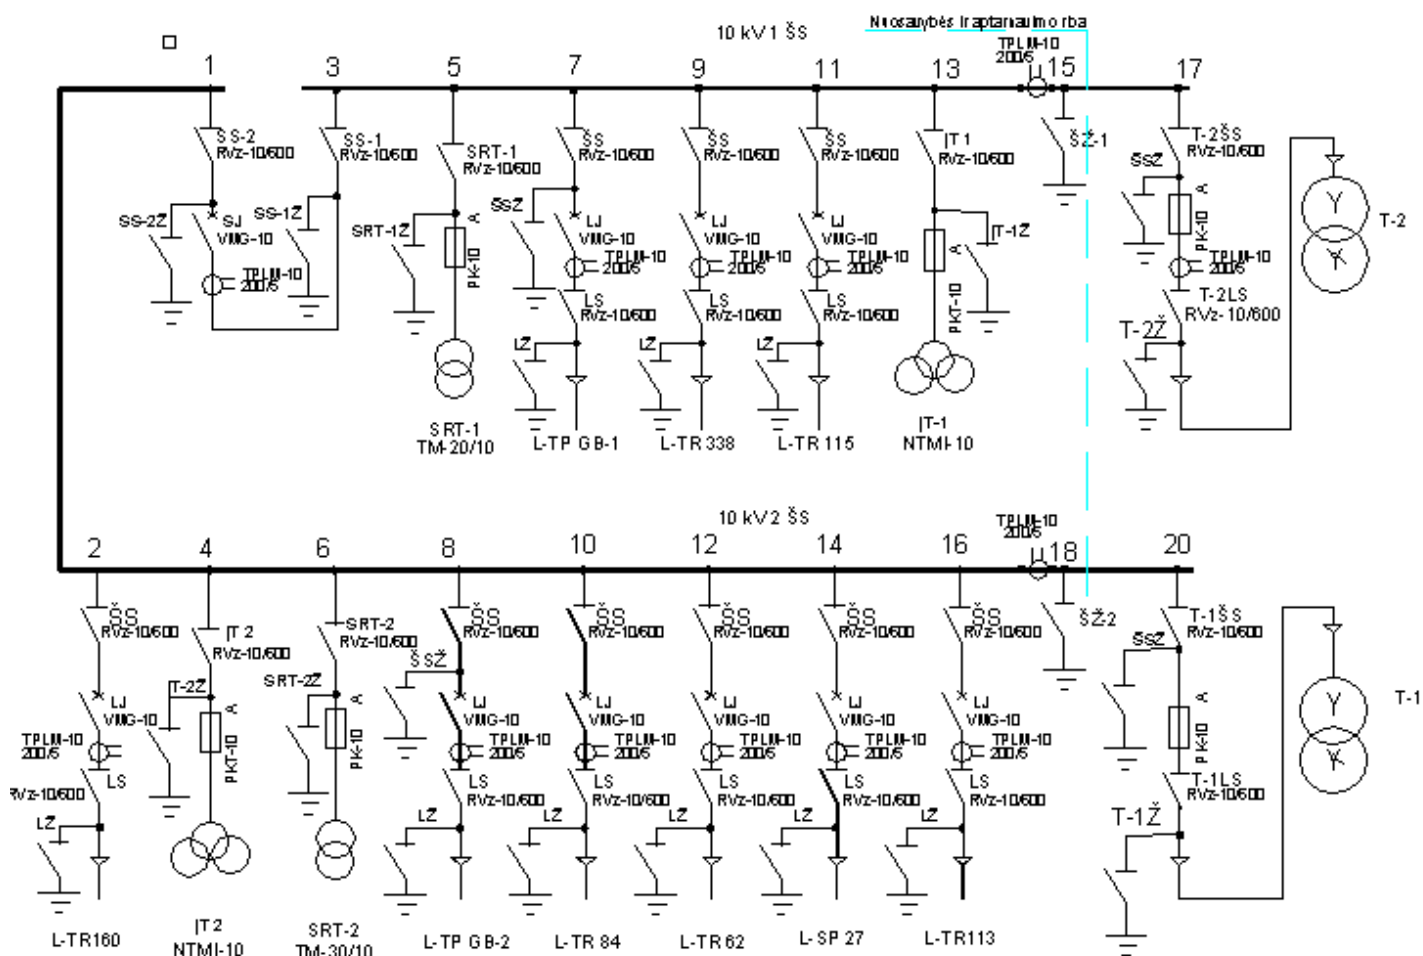 10 kV 1 ŠS
Nuosavybės ir aptarnavimo riba
TPLM-10
200/5
1 3 5 7 9 11 13 15 17
SS-2
RVz-10/600
SS-1
RVz-10/600
SRT-1
RVz-10/600
ŠS
RVz-10/600
ŠS
RVz-10/600
ŠS
RVz-10/600
ĮT 1
RVz-10/600
ŠŽ-1
T-2ŠS
RVz-10/600
SS-2Ž
SJ
VMG-10
TPLM-10
200/5
SS-1Ž
SRT-1Ž
A
PK-10
ŠSŽ
LJ
VMG-10
TPLM-10
200/5
LS
RVz-10/600
LŽ
LJ
VMG-10
TPLM-10
200/5
LS
RVz-10/600
LŽ
LJ
VMG-10
TPLM-10
200/5
LS
RVz-10/600
LŽ
A
PKT-10
ĮT-1Ž
ŠSŽ
A
PK-10
TPLM-10
200/5
T-2LS
RVz-10/600
T-2Ž
T-2
SRT-1
TM-20/10
L-TP GB-1
L-TR 338
L-TR 115
ĮT-1
NTMI-10
10 kV 2 ŠS
TPLM-10
200/5
2 4 6 8 10 12 14 16 18 20
ŠS
RVz-10/600
ĮT 2
RVz-10/600
SRT-2
RVz-10/600
ŠS
RVz-10/600
ŠS
RVz-10/600
ŠS
RVz-10/600
ŠS
RVz-10/600
ŠS
RVz-10/600
ŠŽ-2
T-1ŠS
RVz-10/600
LJ
VMG-10
TPLM-10
200/5
LS
RVz-10/600
LŽ
T-2Ž
A
PKT-10
SRT-2Ž
A
PK-10
ŠSŽ
LJ
VMG-10
TPLM-10
200/5
LS
RVz-10/600
LŽ
LJ
VMG-10
TPLM-10
200/5
LS
RVz-10/600
LŽ
LJ
VMG-10
TPLM-10
200/5
LS
RVz-10/600
LŽ
LJ
VMG-10
TPLM-10
200/5
LS
RVz-10/600
LŽ
LJ
VMG-10
TPLM-10
200/5
LS
RVz-10/600
LŽ
ŠSŽ
A
PK-10
T-1LS
RVz-10/600
T-1Ž
T-1
L-TR160
ĮT 2
NTMI-10
SRT-2
TM-30/10
L-TP GB-2
L-TR 84
L-TR 62
L-SP 27
L-TR113